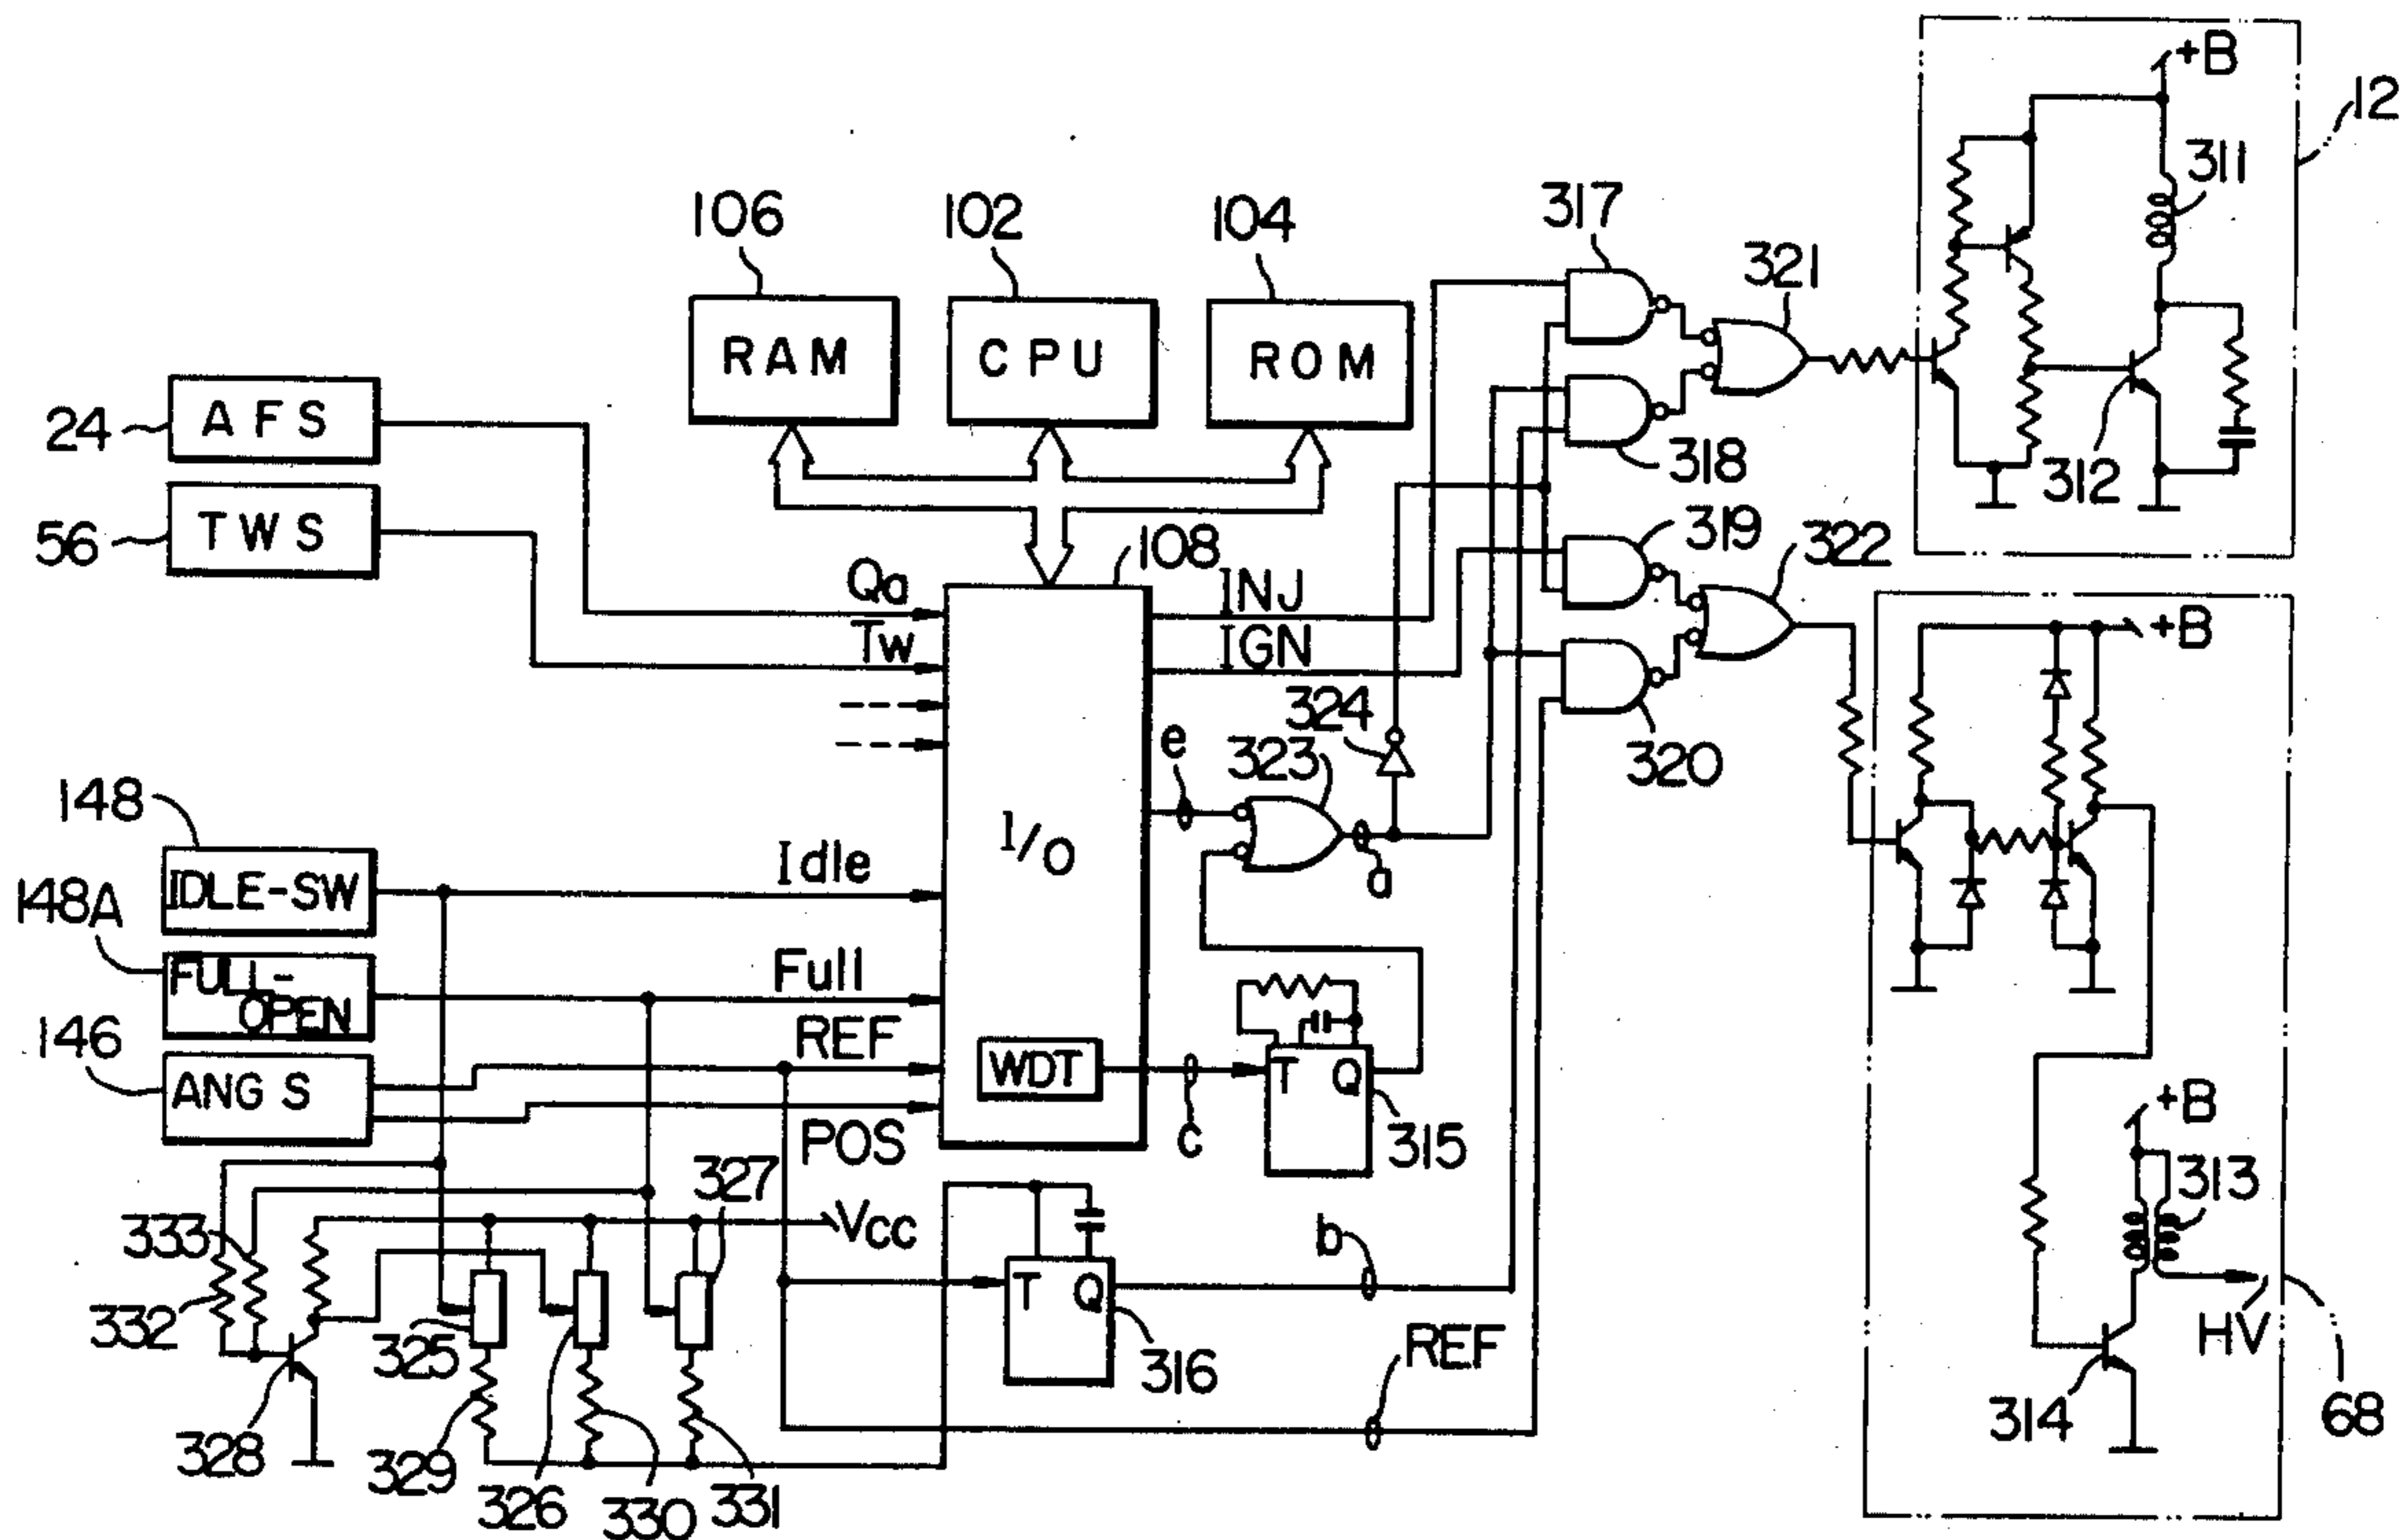 +B
12
311
106
102
104
317
321
RAM
CPU
ROM
24
AFS
318
312
56
TWS
319
322
108
Qa
INJ
Tw
IGN
+B
324
e
323
320
148
I/O
a
IDLE-SW
Idle
148A
FULL-
OPEN
Full
146
REF
ANG S
WDT
T
Q
POS
c
315
+B
327
313
333
Vcc
b
T
Q
332
325
316
REF
HV
328
329
326
330
331
314
68